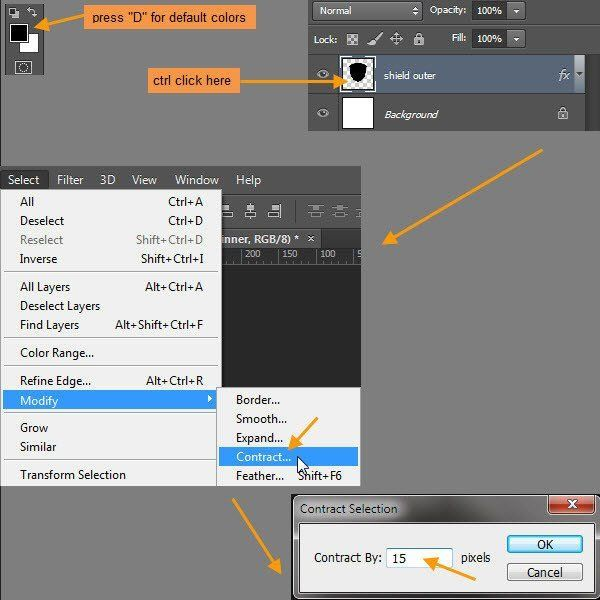 press "D" for default colors
Normal Opacity: 100%
Lock: Fill: 100%
shield outer fx
Background
ctrl click here
Select Filter 3D View Window Help
All Ctrl+A
Deselect Ctrl+D
Reselect Shift+Ctrl+D
Inverse Shift+Ctrl+I
All Layers Alt+Ctrl+A
Deselect Layers
Find Layers Alt+Shift+Ctrl+F
Color Range...
Refine Edge... Alt+Ctrl+R
Modify
Grow
Similar
Transform Selection
inner, RGB/8) * ×
200 150 100 50 0 50 100
Border...
Smooth...
Expand...
Contract...
Feather... Shift+F6
Contract Selection
Contract By: 15 pixels
OK
Cancel